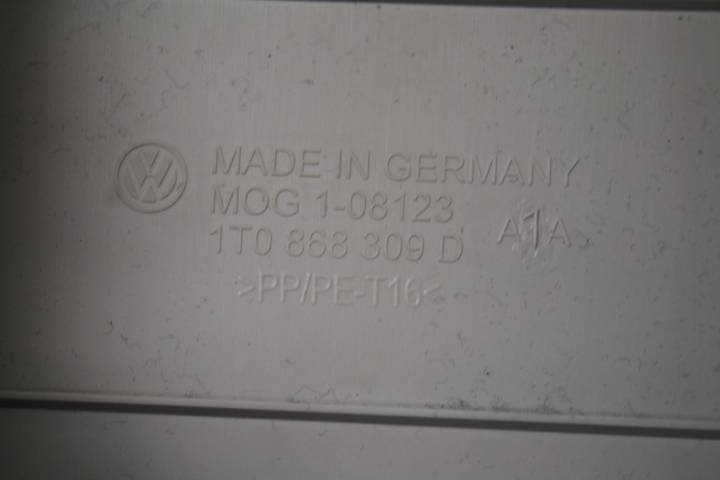 MADE IN GERMANY
MOG 1-08123
1T0 868 309 D A1A
>PP/PE-T16<